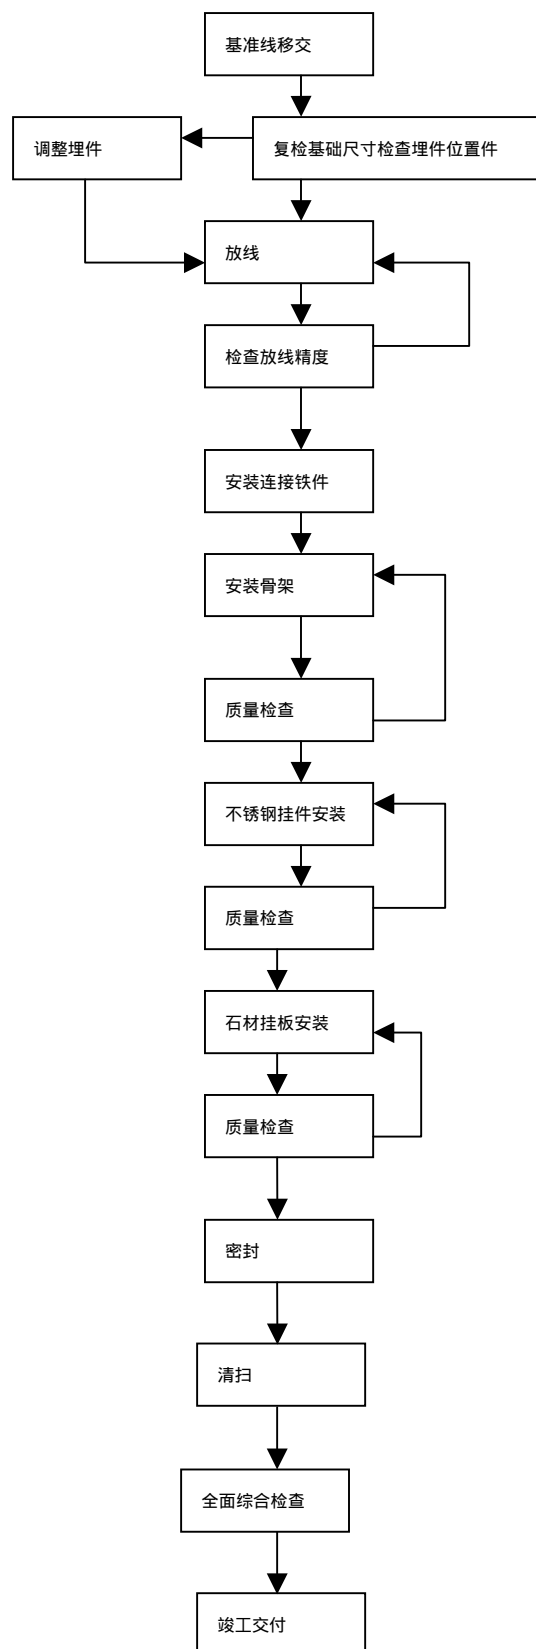 基准线移交
调整埋件
复检基础尺寸检查埋件位置件
放线
检查放线精度
安装连接铁件
安装骨架
质量检查
不锈钢挂件安装
质量检查
石材挂板安装
质量检查
密封
清扫
全面综合检查
竣工交付